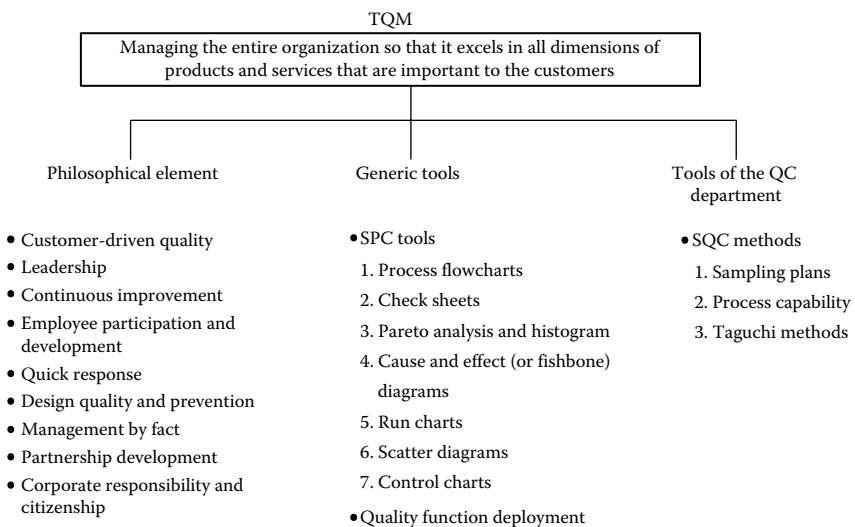 TQM
Managing the entire organization so that it excels in all dimensions of
products and services that are important to the customers
Philosophical element
• Customer-driven quality
• Leadership
• Continuous improvement
• Employee participation and
development
• Quick response
• Design quality and prevention
• Management by fact
• Partnership development
• Corporate responsibility and
citizenship
Generic tools
• SPC tools
1. Process flowcharts
2. Check sheets
3. Pareto analysis and histogram
4. Cause and effect (or fishbone)
diagrams
5. Run charts
6. Scatter diagrams
7. Control charts
• Quality function deployment
Tools of the QC
department
• SQC methods
1. Sampling plans
2. Process capability
3. Taguchi methods